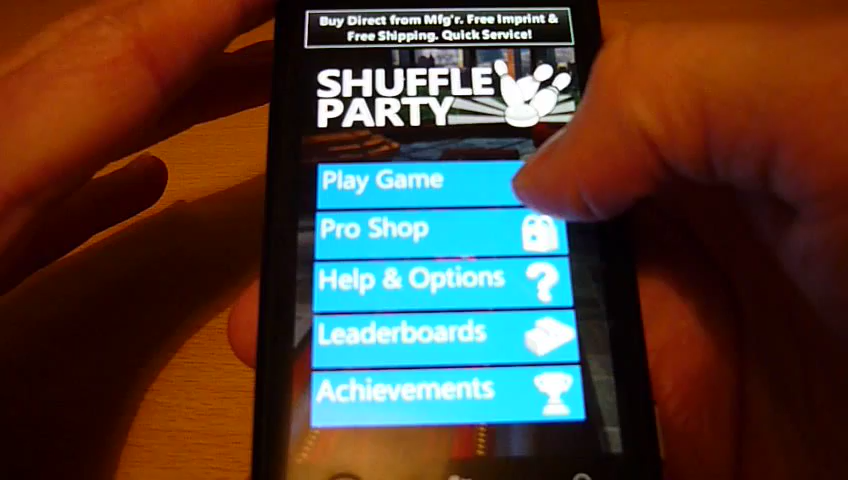 Buy Direct from Mfg'r. Free Imprint &
Free Shipping. Quick Service!
SHUFFLE
PARTY
Play Game
Pro Shop
Help & Options
Leaderboards
Achievements